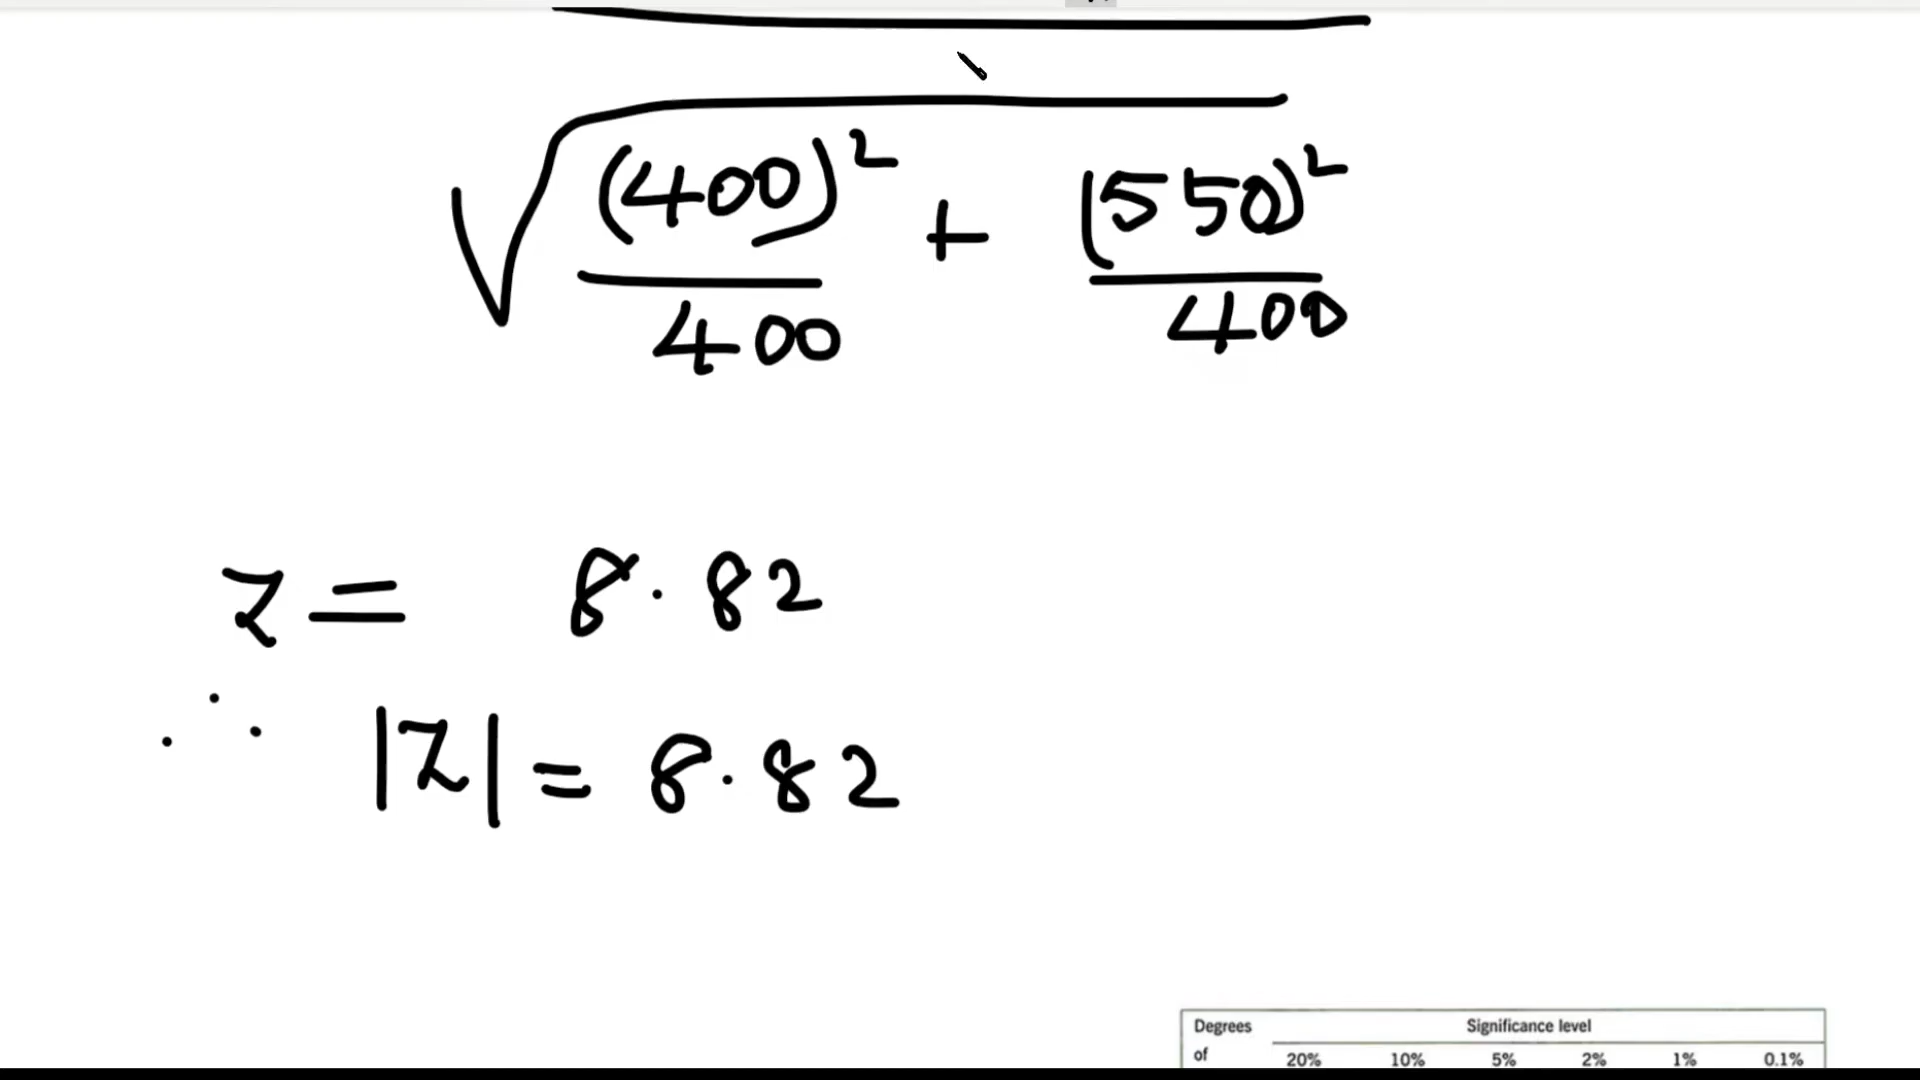 √((400)²/400 + (550)²/400)
z = 8.82
∴ |z| = 8.82
Degrees Significance level
of 20% 10% 5% 2% 1% 0.1%